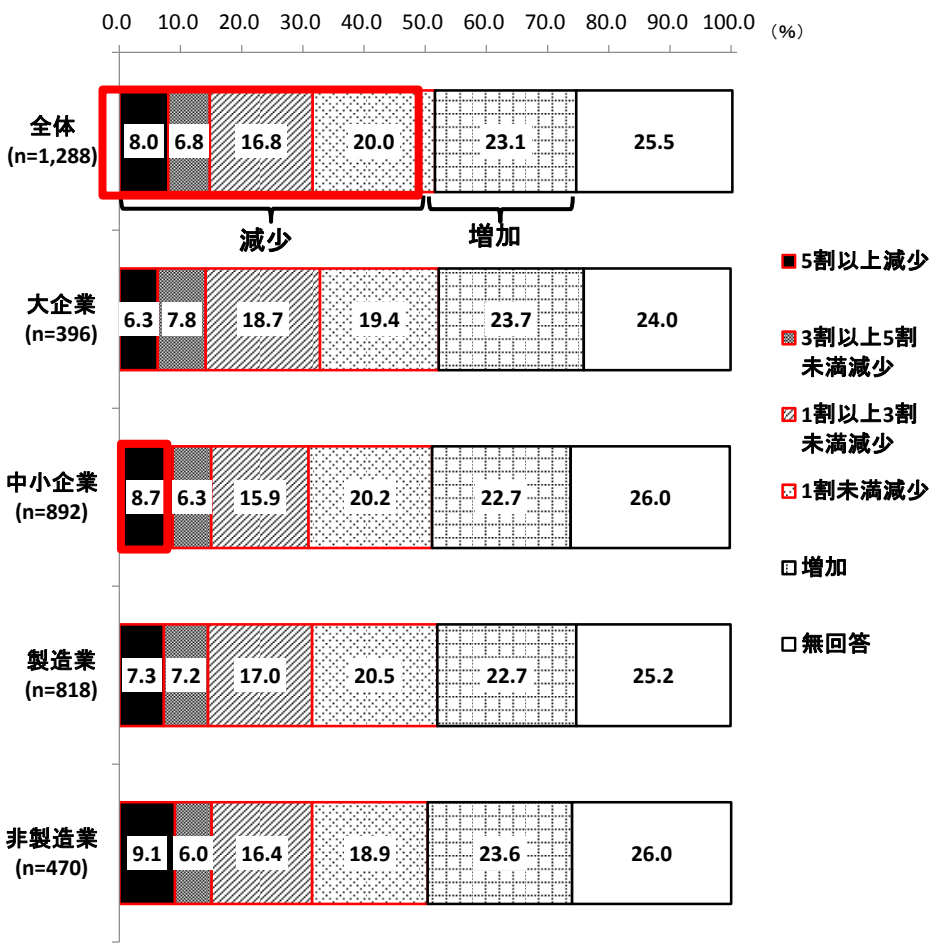 0.0 10.0 20.0 30.0 40.0 50.0 60.0 70.0 80.0 90.0 100.0 (%)
全体
(n=1,288)
8.0 6.8 16.8 20.0 23.1 25.5
減少 増加
大企業
(n=396)
6.3 7.8 18.7 19.4 23.7 24.0
中小企業
(n=892)
8.7 6.3 15.9 20.2 22.7 26.0
製造業
(n=818)
7.3 7.2 17.0 20.5 22.7 25.2
非製造業
(n=470)
9.1 6.0 16.4 18.9 23.6 26.0
5割以上減少
3割以上5割
未満減少
1割以上3割
未満減少
1割未満減少
増加
無回答